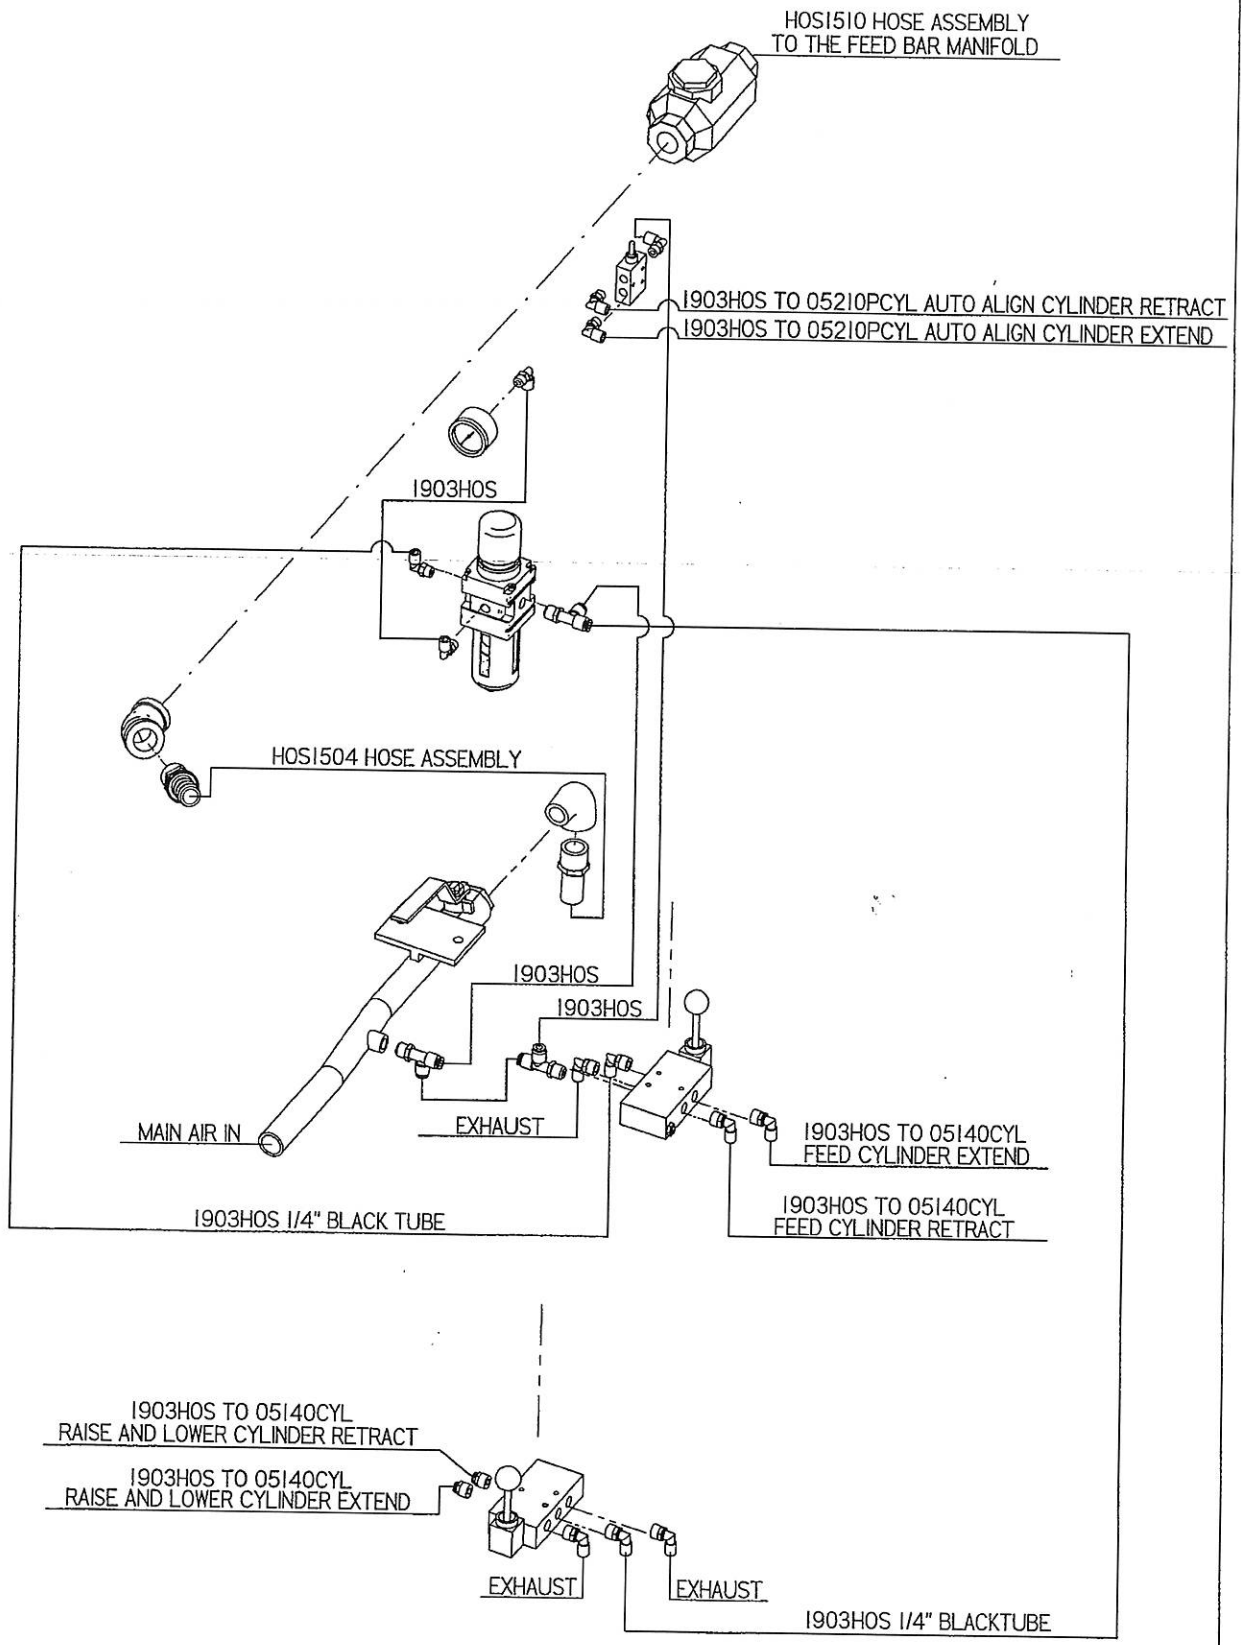 HOS1510 HOSE ASSEMBLY
TO THE FEED BAR MANIFOLD
1903HOS TO 05210PCYL AUTO ALIGN CYLINDER RETRACT
1903HOS TO 05210PCYL AUTO ALIGN CYLINDER EXTEND
1903HOS
HOS1504 HOSE ASSEMBLY
1903HOS
1903HOS
EXHAUST
MAIN AIR IN
1903HOS TO 05140CYL
FEED CYLINDER EXTEND
1903HOS TO 05140CYL
FEED CYLINDER RETRACT
1903HOS 1/4" BLACK TUBE
1903HOS TO 05140CYL
RAISE AND LOWER CYLINDER RETRACT
1903HOS TO 05140CYL
RAISE AND LOWER CYLINDER EXTEND
EXHAUST
EXHAUST
1903HOS 1/4" BLACKTUBE